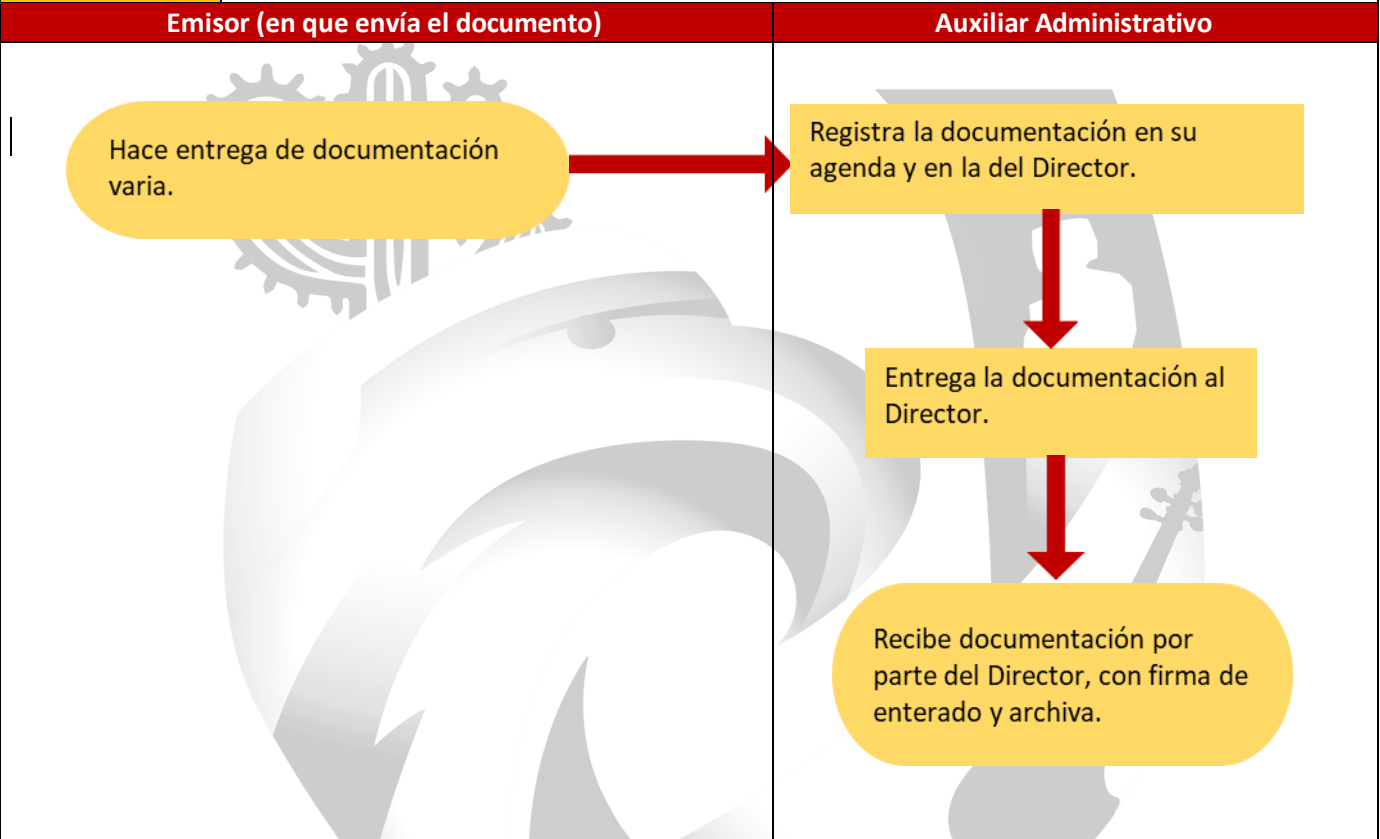 Emisor (en que envía el documento)
Auxiliar Administrativo
Hace entrega de documentación
varia.
Registra la documentación en su
agenda y en la del Director.
Entrega la documentación al
Director.
Recibe documentación por
parte del Director, con firma de
enterado y archiva.